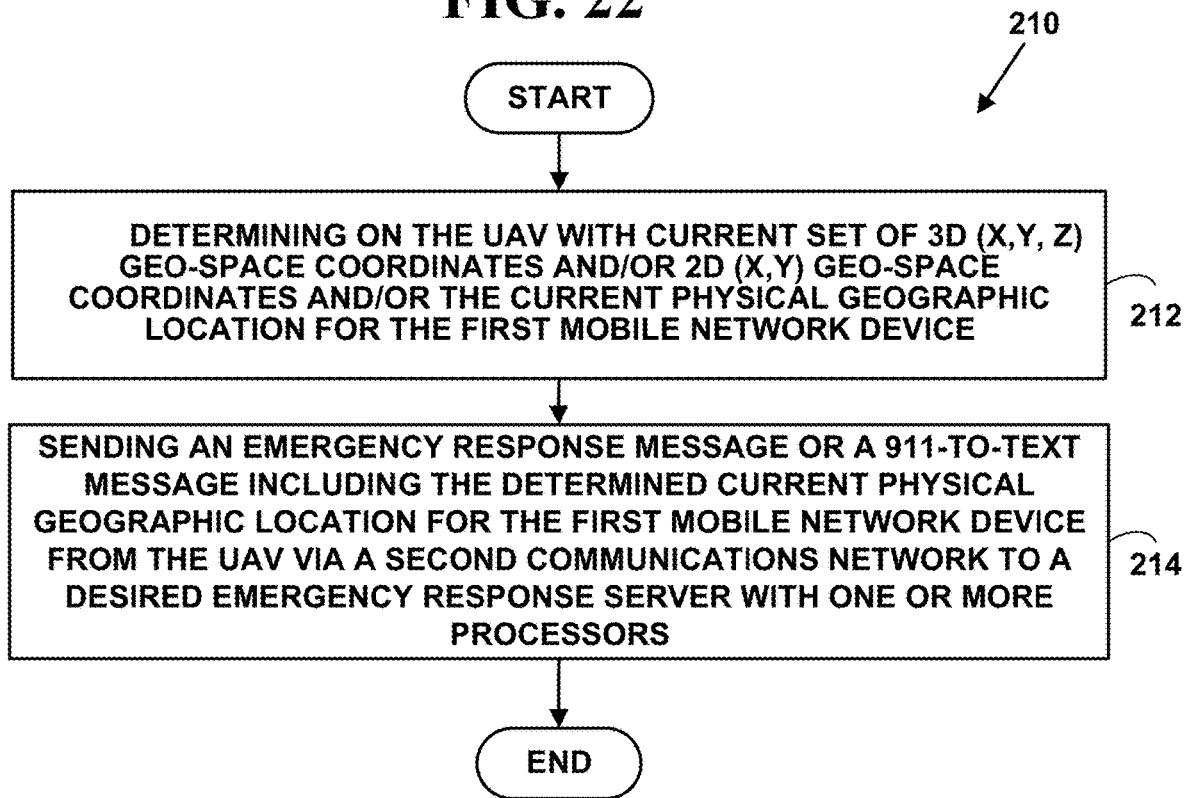 FIG. 22
210
START
DETERMINING ON THE UAV WITH CURRENT SET OF 3D (X,Y, Z)
GEO-SPACE COORDINATES AND/OR 2D (X,Y) GEO-SPACE
COORDINATES AND/OR THE CURRENT PHYSICAL GEOGRAPHIC
LOCATION FOR THE FIRST MOBILE NETWORK DEVICE
212
SENDING AN EMERGENCY RESPONSE MESSAGE OR A 911-TO-TEXT
MESSAGE INCLUDING THE DETERMINED CURRENT PHYSICAL
GEOGRAPHIC LOCATION FOR THE FIRST MOBILE NETWORK DEVICE
FROM THE UAV VIA A SECOND COMMUNICATIONS NETWORK TO A
DESIRED EMERGENCY RESPONSE SERVER WITH ONE OR MORE
PROCESSORS
214
END